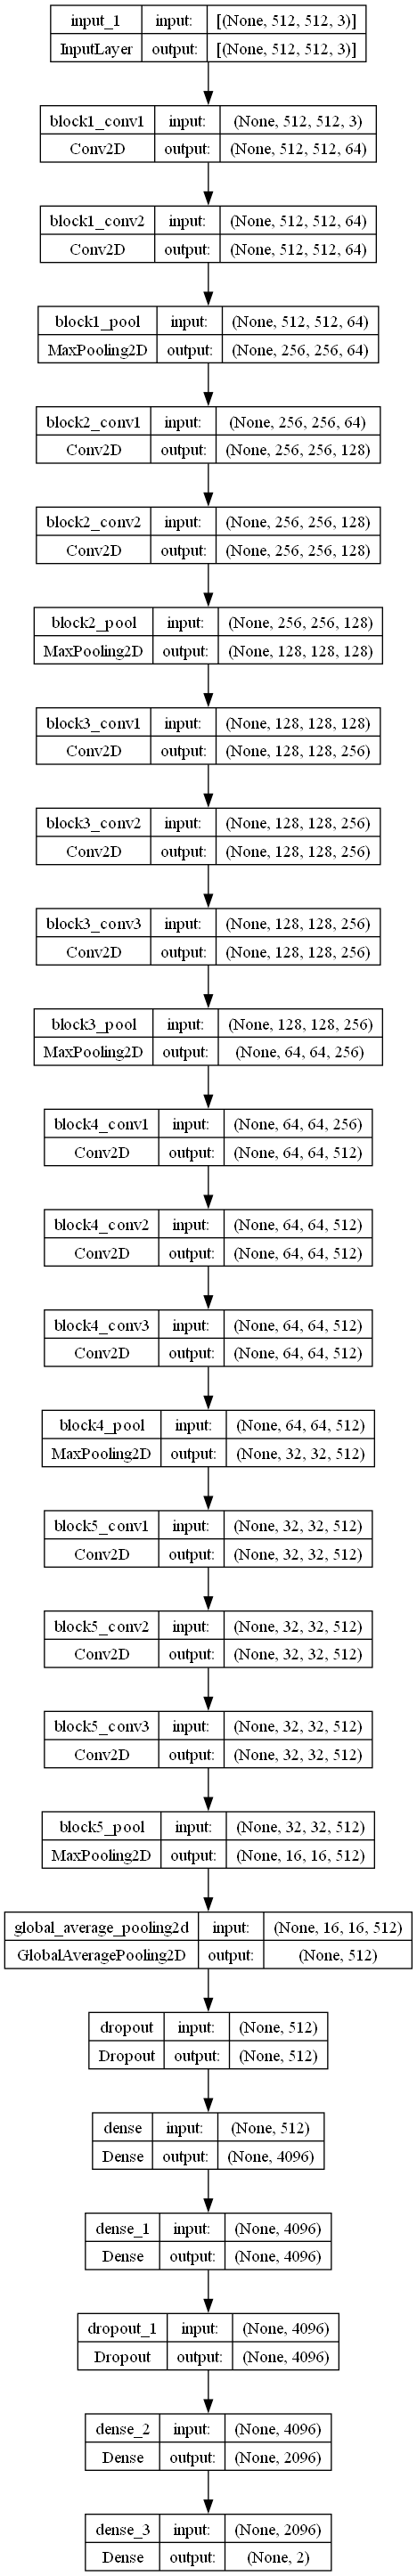 input_1 input: [(None, 512, 512, 3)]
InputLayer output: [(None, 512, 512, 3)]
block1_conv1 input: (None, 512, 512, 3)
Conv2D output: (None, 512, 512, 64)
block1_conv2 input: (None, 512, 512, 64)
Conv2D output: (None, 512, 512, 64)
block1_pool input: (None, 512, 512, 64)
MaxPooling2D output: (None, 256, 256, 64)
block2_conv1 input: (None, 256, 256, 64)
Conv2D output: (None, 256, 256, 128)
block2_conv2 input: (None, 256, 256, 128)
Conv2D output: (None, 256, 256, 128)
block2_pool input: (None, 256, 256, 128)
MaxPooling2D output: (None, 128, 128, 128)
block3_conv1 input: (None, 128, 128, 128)
Conv2D output: (None, 128, 128, 256)
block3_conv2 input: (None, 128, 128, 256)
Conv2D output: (None, 128, 128, 256)
block3_conv3 input: (None, 128, 128, 256)
Conv2D output: (None, 128, 128, 256)
block3_pool input: (None, 128, 128, 256)
MaxPooling2D output: (None, 64, 64, 256)
block4_conv1 input: (None, 64, 64, 256)
Conv2D output: (None, 64, 64, 512)
block4_conv2 input: (None, 64, 64, 512)
Conv2D output: (None, 64, 64, 512)
block4_conv3 input: (None, 64, 64, 512)
Conv2D output: (None, 64, 64, 512)
block4_pool input: (None, 64, 64, 512)
MaxPooling2D output: (None, 32, 32, 512)
block5_conv1 input: (None, 32, 32, 512)
Conv2D output: (None, 32, 32, 512)
block5_conv2 input: (None, 32, 32, 512)
Conv2D output: (None, 32, 32, 512)
block5_conv3 input: (None, 32, 32, 512)
Conv2D output: (None, 32, 32, 512)
block5_pool input: (None, 32, 32, 512)
MaxPooling2D output: (None, 16, 16, 512)
global_average_pooling2d input: (None, 16, 16, 512)
GlobalAveragePooling2D output: (None, 512)
dropout input: (None, 512)
Dropout output: (None, 512)
dense input: (None, 512)
Dense output: (None, 4096)
dense_1 input: (None, 4096)
Dense output: (None, 4096)
dropout_1 input: (None, 4096)
Dropout output: (None, 4096)
dense_2 input: (None, 4096)
Dense output: (None, 2096)
dense_3 input: (None, 2096)
Dense output: (None, 2)